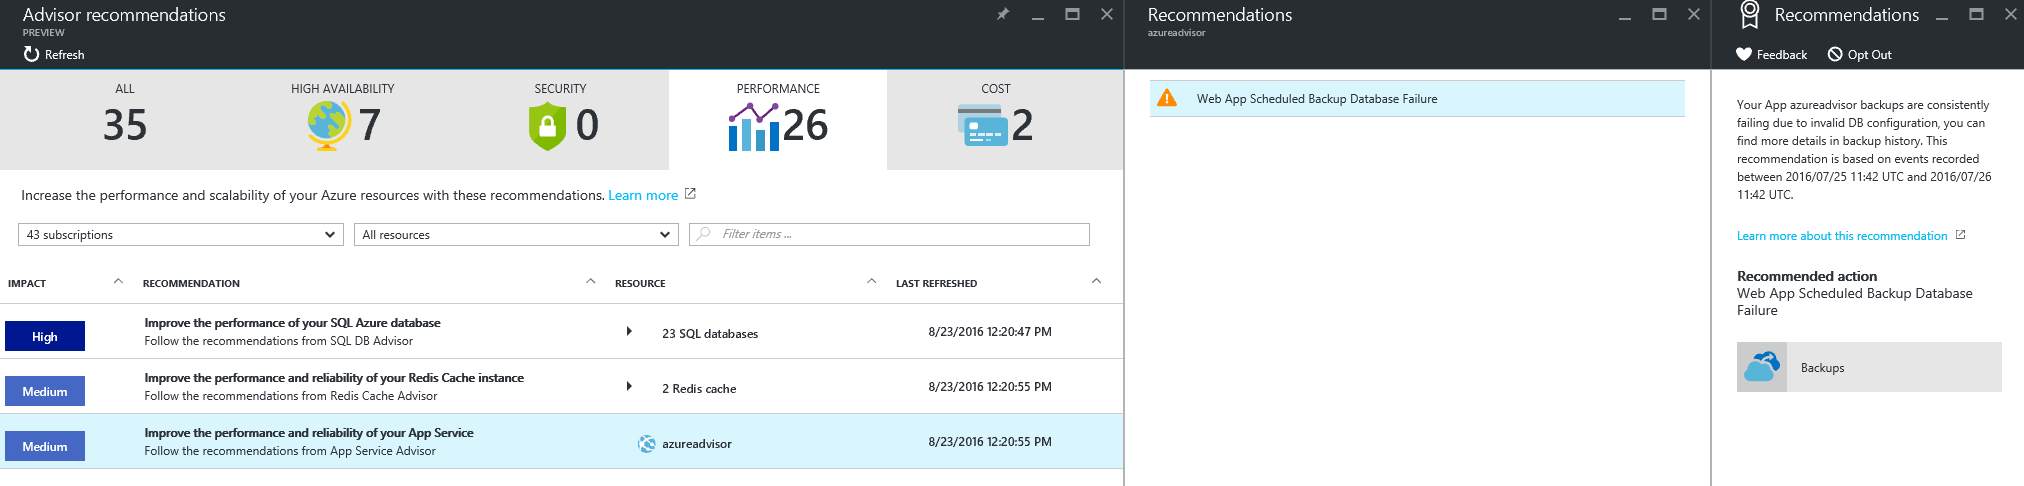 Advisor recommendations
PREVIEW
Refresh
ALL
35
HIGH AVAILABILITY
7
SECURITY
0
PERFORMANCE
26
COST
2
Increase the performance and scalability of your Azure resources with these recommendations. Learn more
43 subscriptions
All resources
Filter items ...
IMPACT RECOMMENDATION RESOURCE LAST REFRESHED
High
Improve the performance of your SQL Azure database
Follow the recommendations from SQL DB Advisor
23 SQL databases
8/23/2016 12:20:47 PM
Medium
Improve the performance and reliability of your Redis Cache instance
Follow the recommendations from Redis Cache Advisor
2 Redis cache
8/23/2016 12:20:55 PM
Medium
Improve the performance and reliability of your App Service
Follow the recommendations from App Service Advisor
azureadvisor
8/23/2016 12:20:55 PM
Recommendations
azureadvisor
Web App Scheduled Backup Database Failure
Recommendations
Feedback
Opt Out
Your App azureadvisor backups are consistently
failing due to invalid DB configuration, you can
find more details in backup history. This
recommendation is based on events recorded
between 2016/07/25 11:42 UTC and 2016/07/26
11:42 UTC.
Learn more about this recommendation
Recommended action
Web App Scheduled Backup Database
Failure
Backups